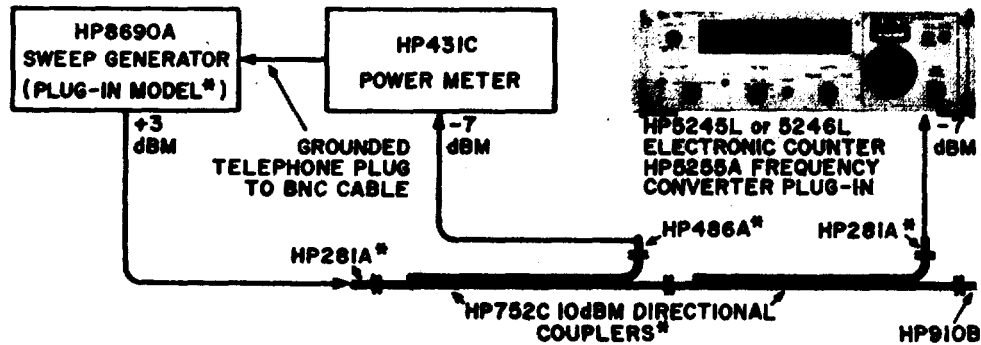 HP8690A
SWEEP GENERATOR
(PLUG-IN MODEL*)
HP431C
POWER METER
+3
dBM
GROUNDED
TELEPHONE PLUG
TO BNC CABLE
-7
dBM
HP5245L or 5246L
ELECTRONIC COUNTER
HP5255A FREQUENCY
CONVERTER PLUG-IN
-7
dBM
HP486A*
HP281A*
HP281A*
HP752C 10dBM DIRECTIONAL
COUPLERS*
HP910B